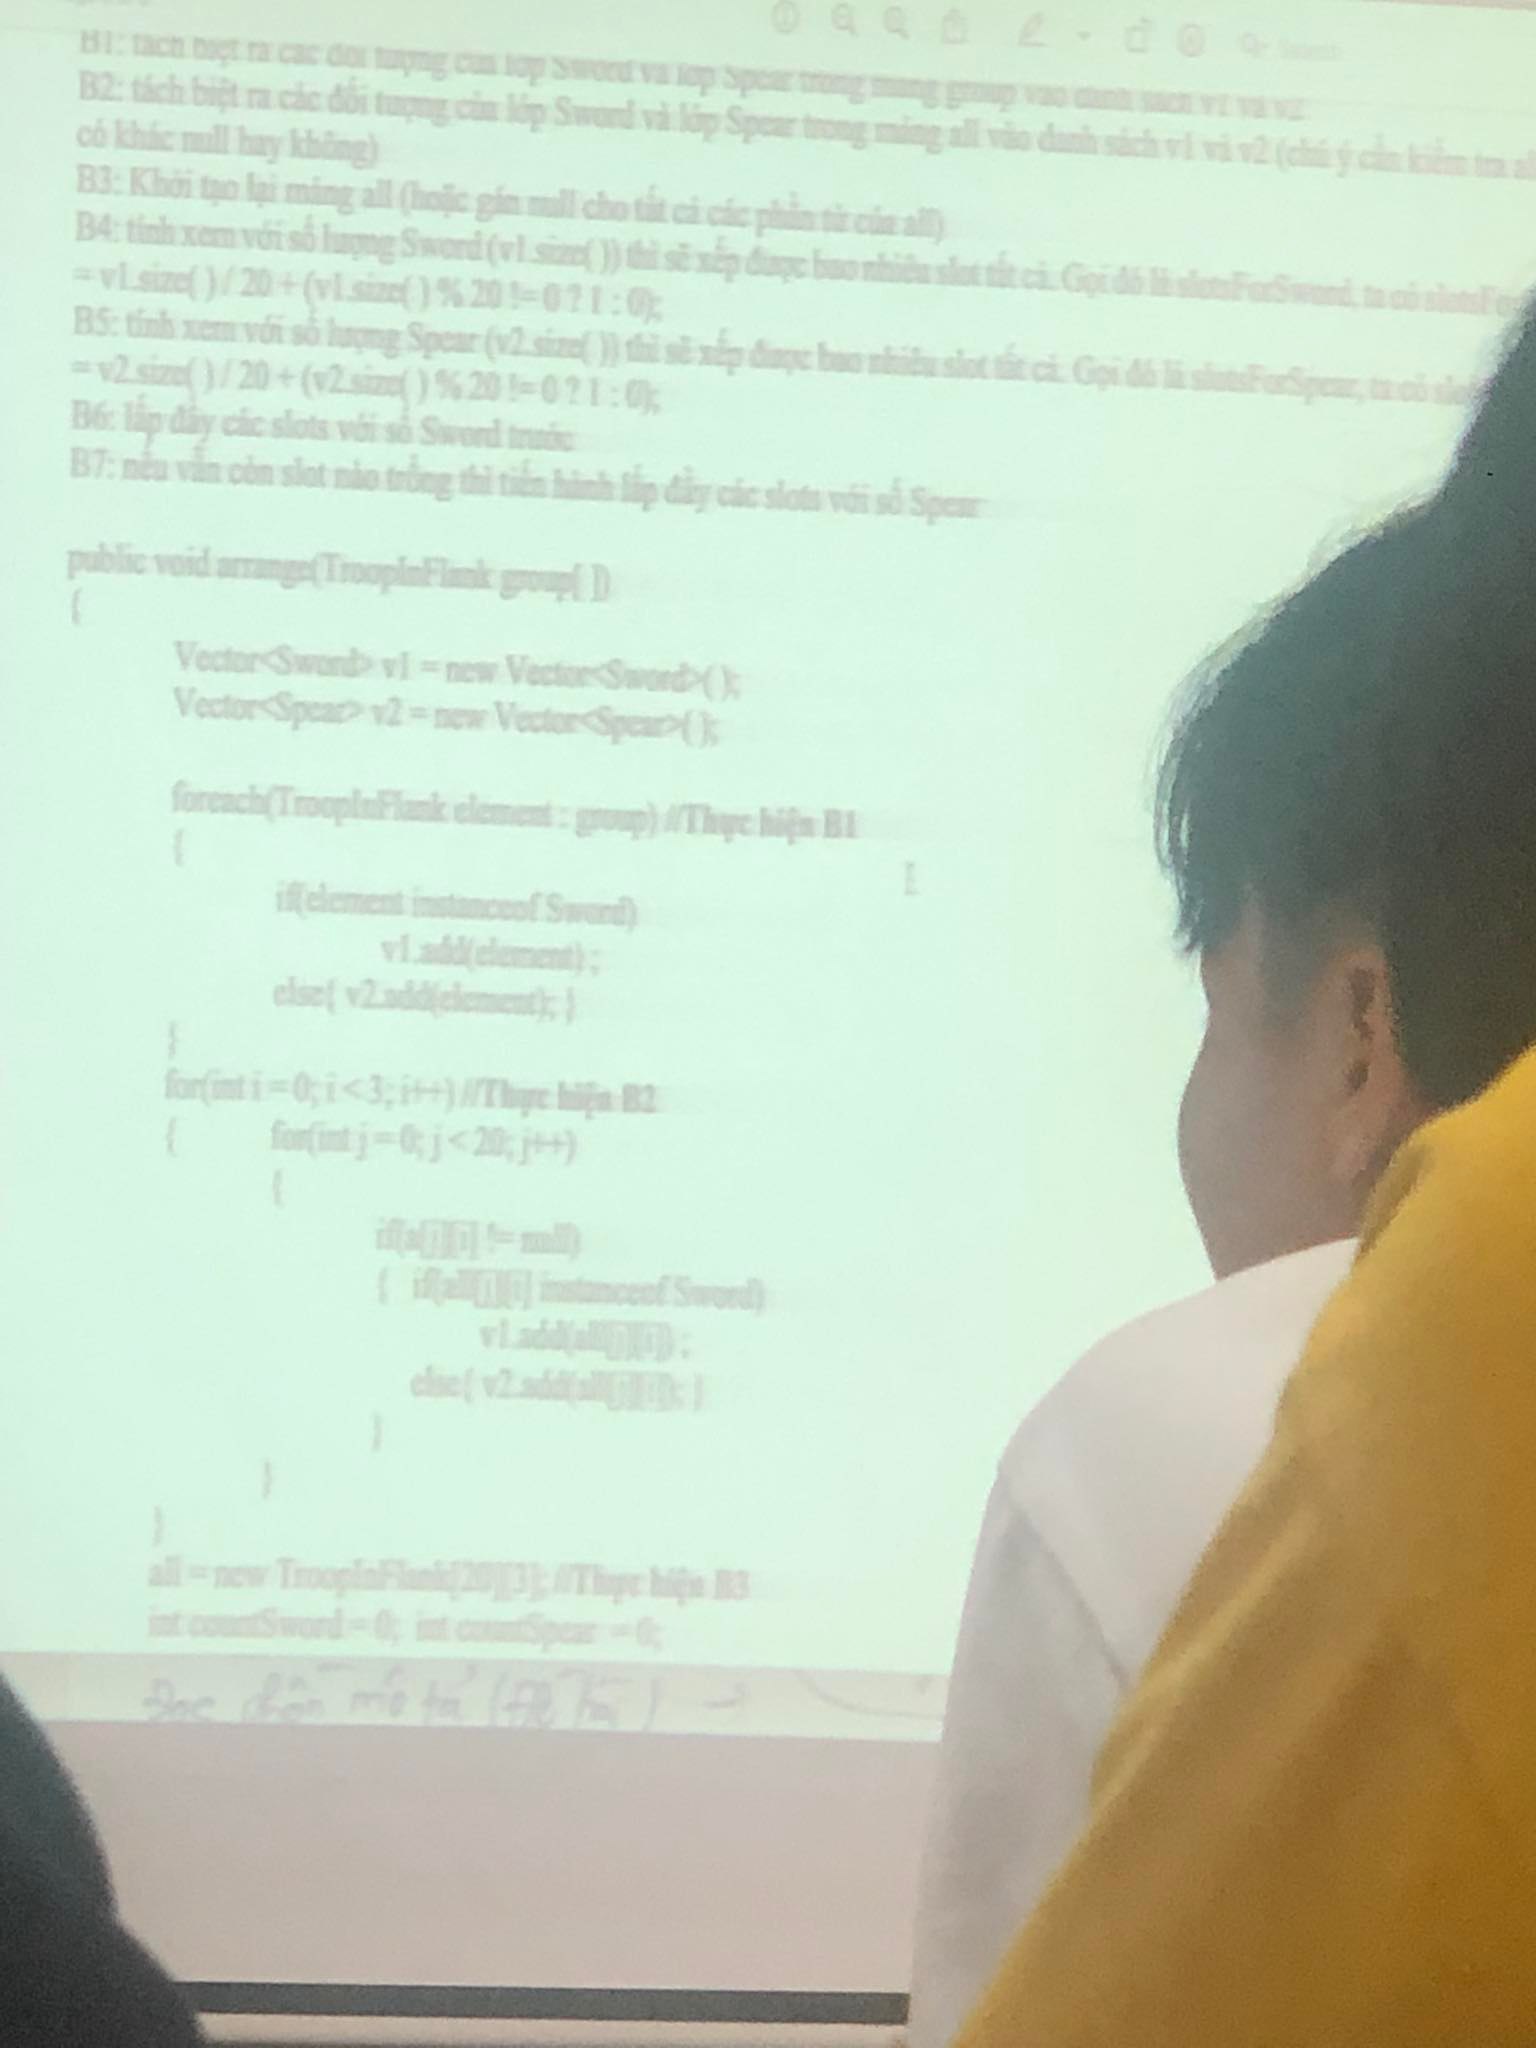 B1: tách biệt ra các đối tượng của lớp Sword và lớp Spear trong mảng group vào danh sách v1 và v2
B2: tách biệt ra các đối tượng của lớp Sword và lớp Spear trong mảng all vào danh sách v1 và v2 (chú ý cần kiểm tra
có khác null hay không)
B3: Khởi tạo lại mảng all (hoặc gán null cho tất cả các phần tử của all)
B4: tính xem với số lượng Sword (v1.size( )) thì sẽ xếp được bao nhiêu slot tất cả. Gọi đó là slotsForSword, ta có
= v1.size( ) / 20 + (v1.size( ) % 20 != 0 ? 1 : 0);
B5: tính xem với số lượng Spear (v2.size( )) thì sẽ xếp được bao nhiêu slot tất cả. Gọi đó là slotsForSpear, ta có
= v2.size( ) / 20 + (v2.size( ) % 20 != 0 ? 1 : 0);
B6: lấp đầy các slots với số Sword trước
B7: nếu vẫn còn slot nào trống thì tiến hành lấp đầy các slots với số Spear
public void arrange(TroopInFlank group[ ])
{
Vector<Sword> v1 = new Vector<Sword>( );
Vector<Spear> v2 = new Vector<Spear>( );
foreach(TroopInFlank element : group) //Thực hiện B1
{
if(element instanceof Sword)
v1.add(element) ;
else{ v2.add(element); }
}
for(int i = 0; i < 3; i++) //Thực hiện B2
{ for(int j = 0; j < 20; j++)
{
if(a[j][i] != null)
{ if(all[j][i] instanceof Sword)
v1.add(all[j][i]) ;
else{ v2.add(all[j][i]); }
}
}
}
all = new TroopInFlank[20][3]; //Thực hiện B3
int countSword = 0; int countSpear = 0;